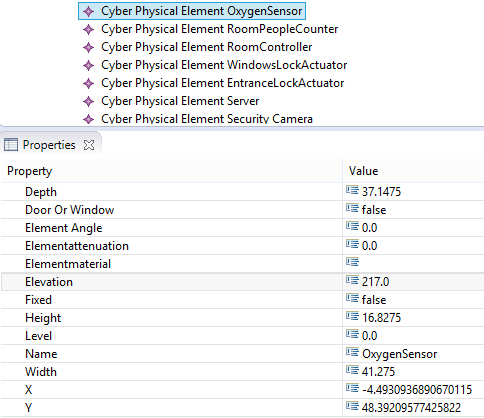 Cyber Physical Element OxygenSensor
Cyber Physical Element RoomPeopleCounter
Cyber Physical Element RoomController
Cyber Physical Element WindowsLockActuator
Cyber Physical Element EntranceLockActuator
Cyber Physical Element Server
Cyber Physical Element Security Camera
Properties
Property Value
Depth 37.1475
Door Or Window false
Element Angle 0.0
Elementattenuation 0.0
Elementmaterial
Elevation 217.0
Fixed false
Height 16.8275
Level 0.0
Name OxygenSensor
Width 41.275
X -4.4930936890670115
Y 48.39209577425822